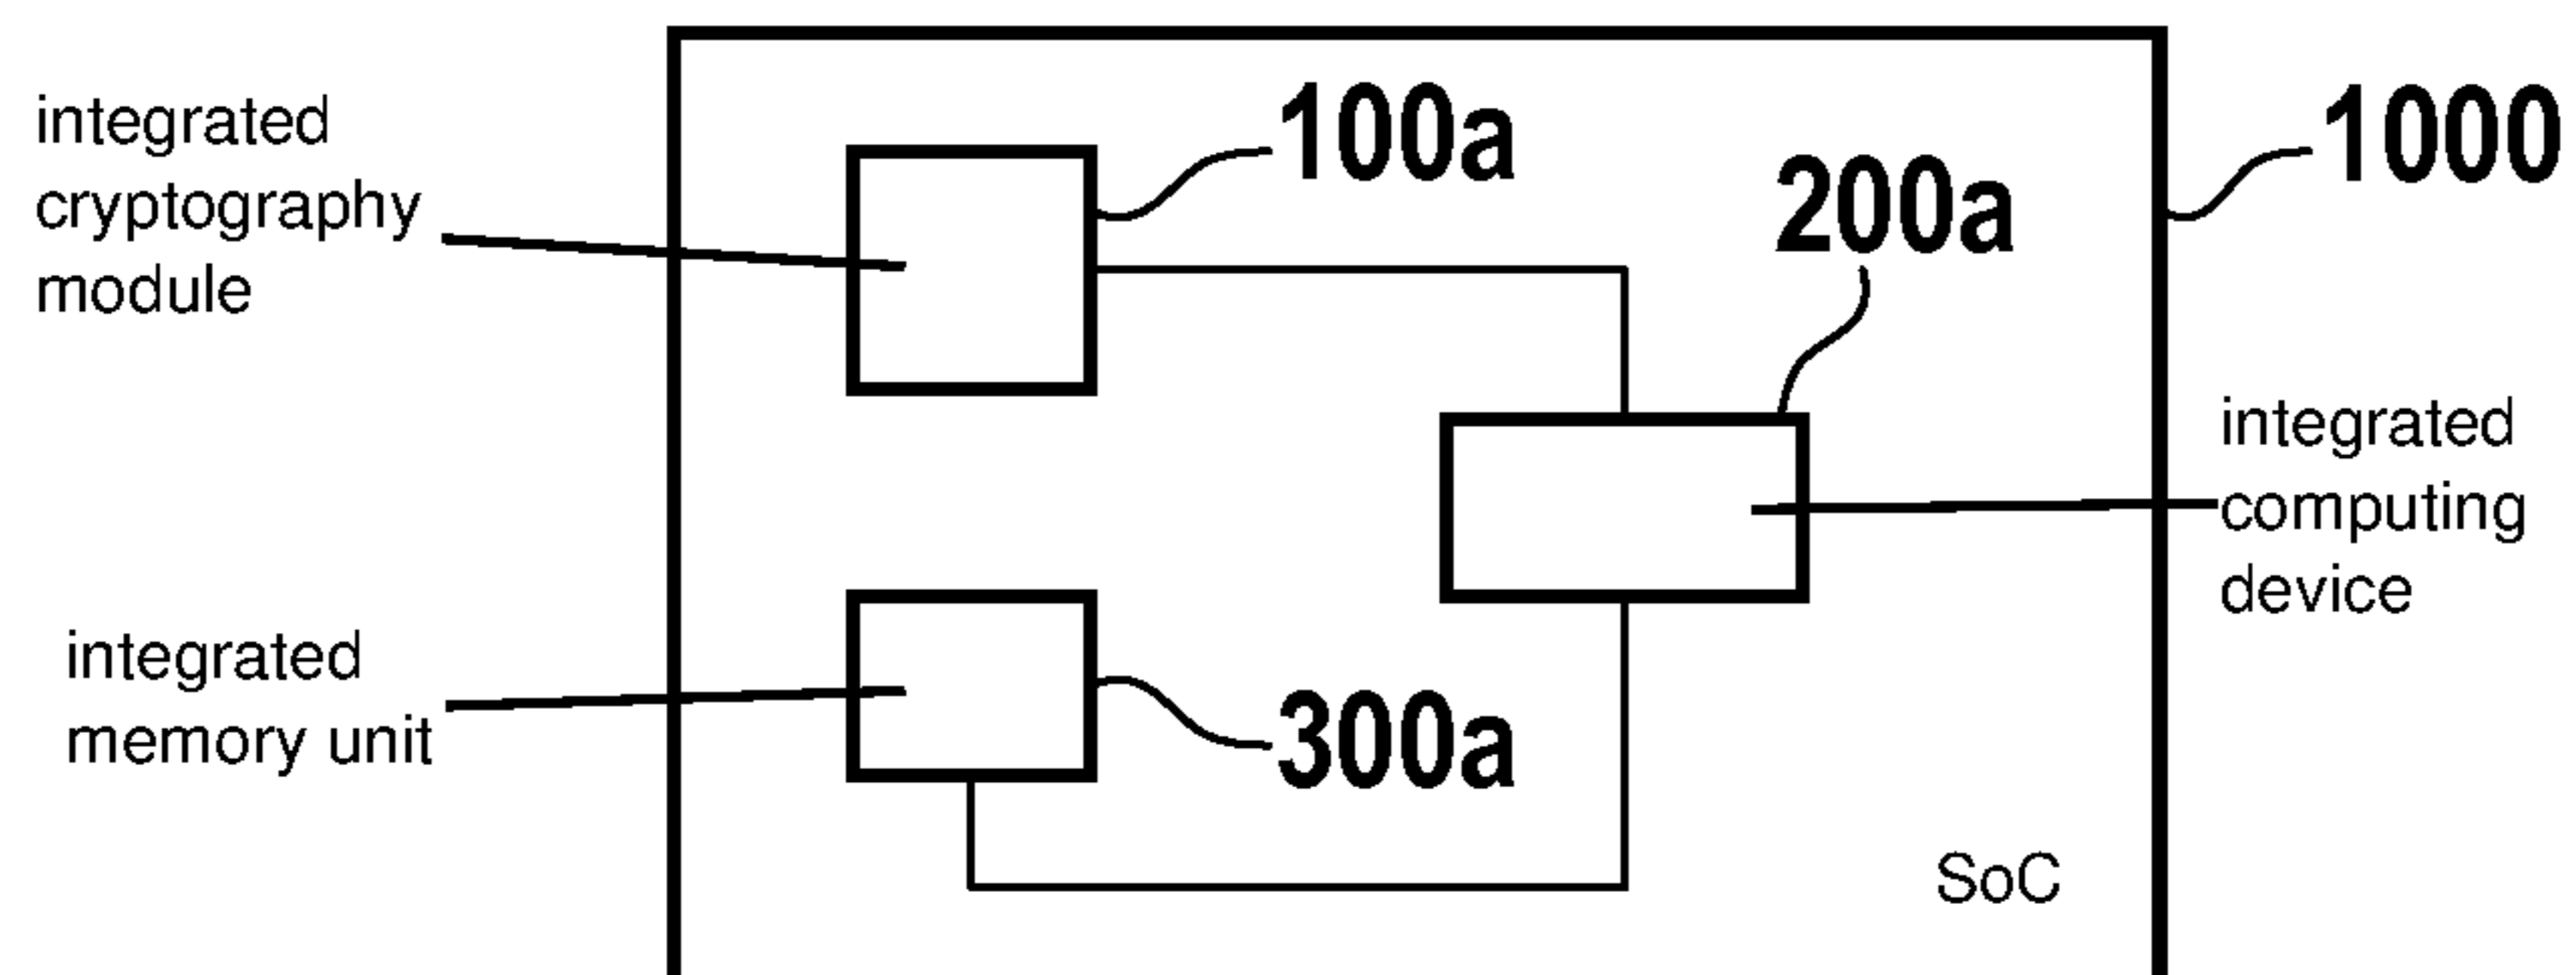 integrated
cryptography
module
100a
1000
200a
integrated
computing
device
integrated
memory unit
300a
SoC